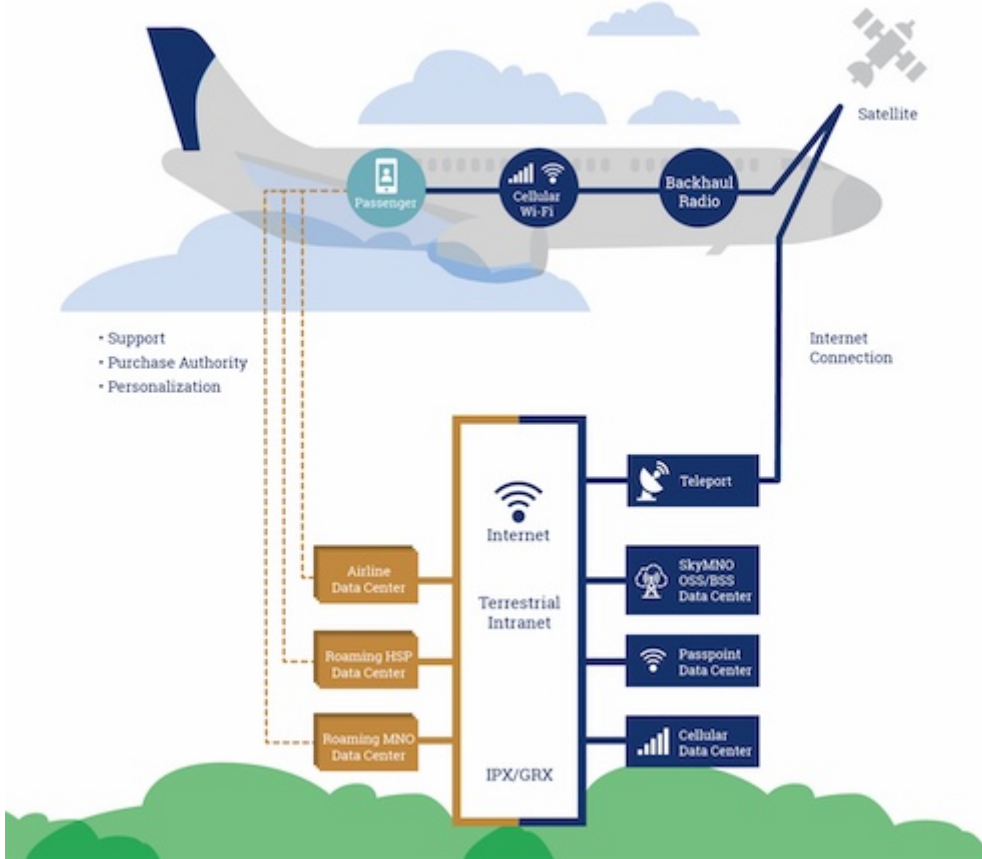 Satellite
Passenger
Cellular
Wi-Fi
Backhaul
Radio
• Support
• Purchase Authority
• Personalization
Internet
Connection
Teleport
Internet
Airline
Data Center
SkyMNO
OSS/BSS
Data Center
Terrestrial
Intranet
Roaming HSP
Data Center
Passpoint
Data Center
Roaming MNO
Data Center
Cellular
Data Center
IPX/GRX